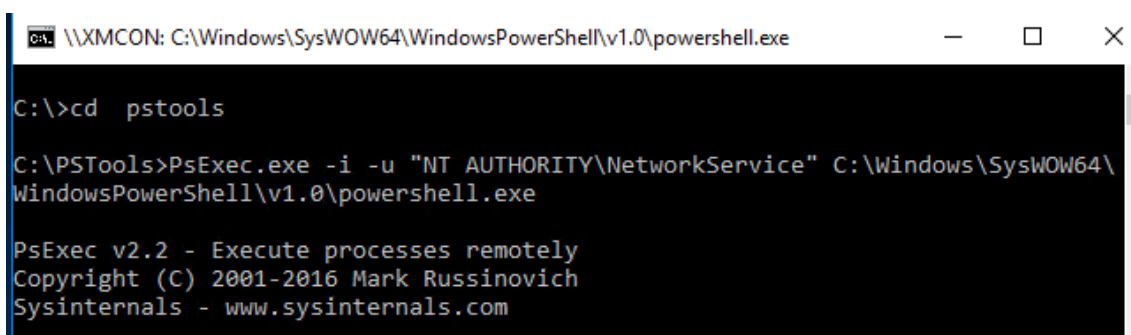 \\XMCON: C:\Windows\SysWOW64\WindowsPowerShell\v1.0\powershell.exe
C:\>cd  pstools
C:\PSTools>PsExec.exe -i -u "NT AUTHORITY\NetworkService" C:\Windows\SysWOW64\
WindowsPowerShell\v1.0\powershell.exe
PsExec v2.2 - Execute processes remotely
Copyright (C) 2001-2016 Mark Russinovich
Sysinternals - www.sysinternals.com